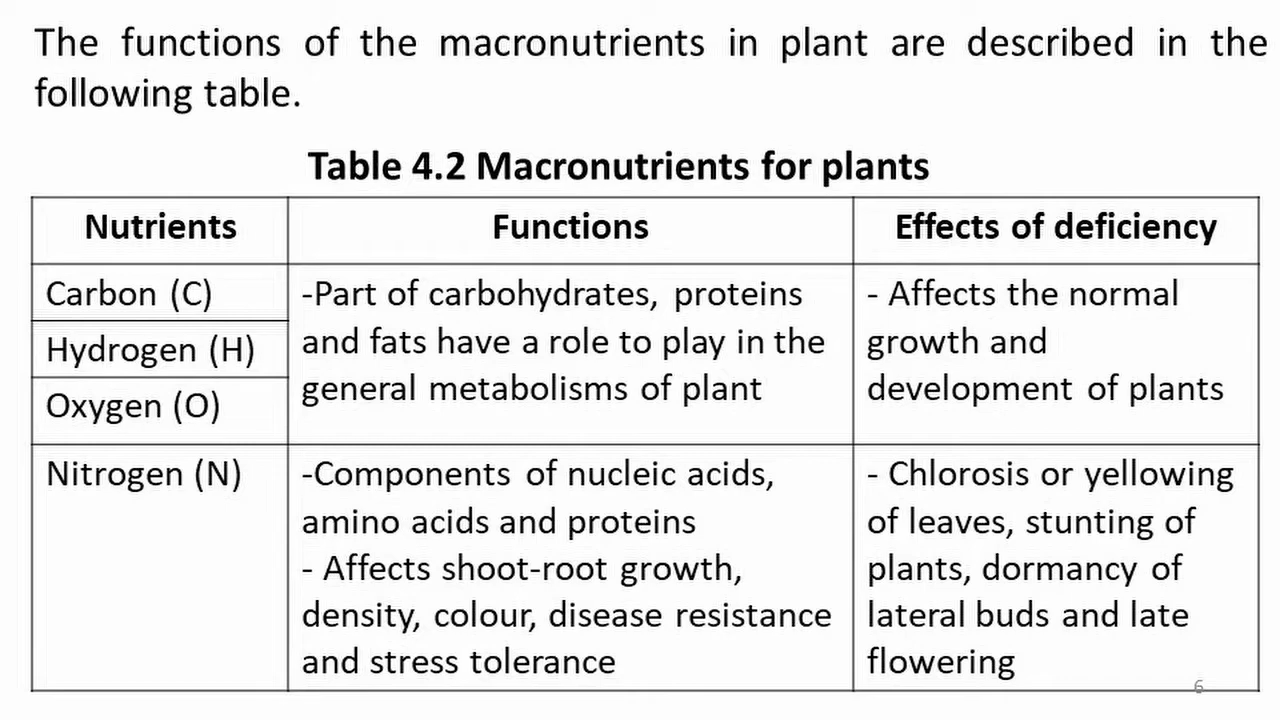 The functions of the macronutrients in plant are described in the
following table.
Table 4.2 Macronutrients for plants
Nutrients
Functions
Effects of deficiency
Carbon (C)
Hydrogen (H)
Oxygen (O)
-Part of carbohydrates, proteins
and fats have a role to play in the
general metabolisms of plant
- Affects the normal
growth and
development of plants
Nitrogen (N)
-Components of nucleic acids,
amino acids and proteins
- Affects shoot-root growth,
density, colour, disease resistance
and stress tolerance
- Chlorosis or yellowing
of leaves, stunting of
plants, dormancy of
lateral buds and late
flowering
6